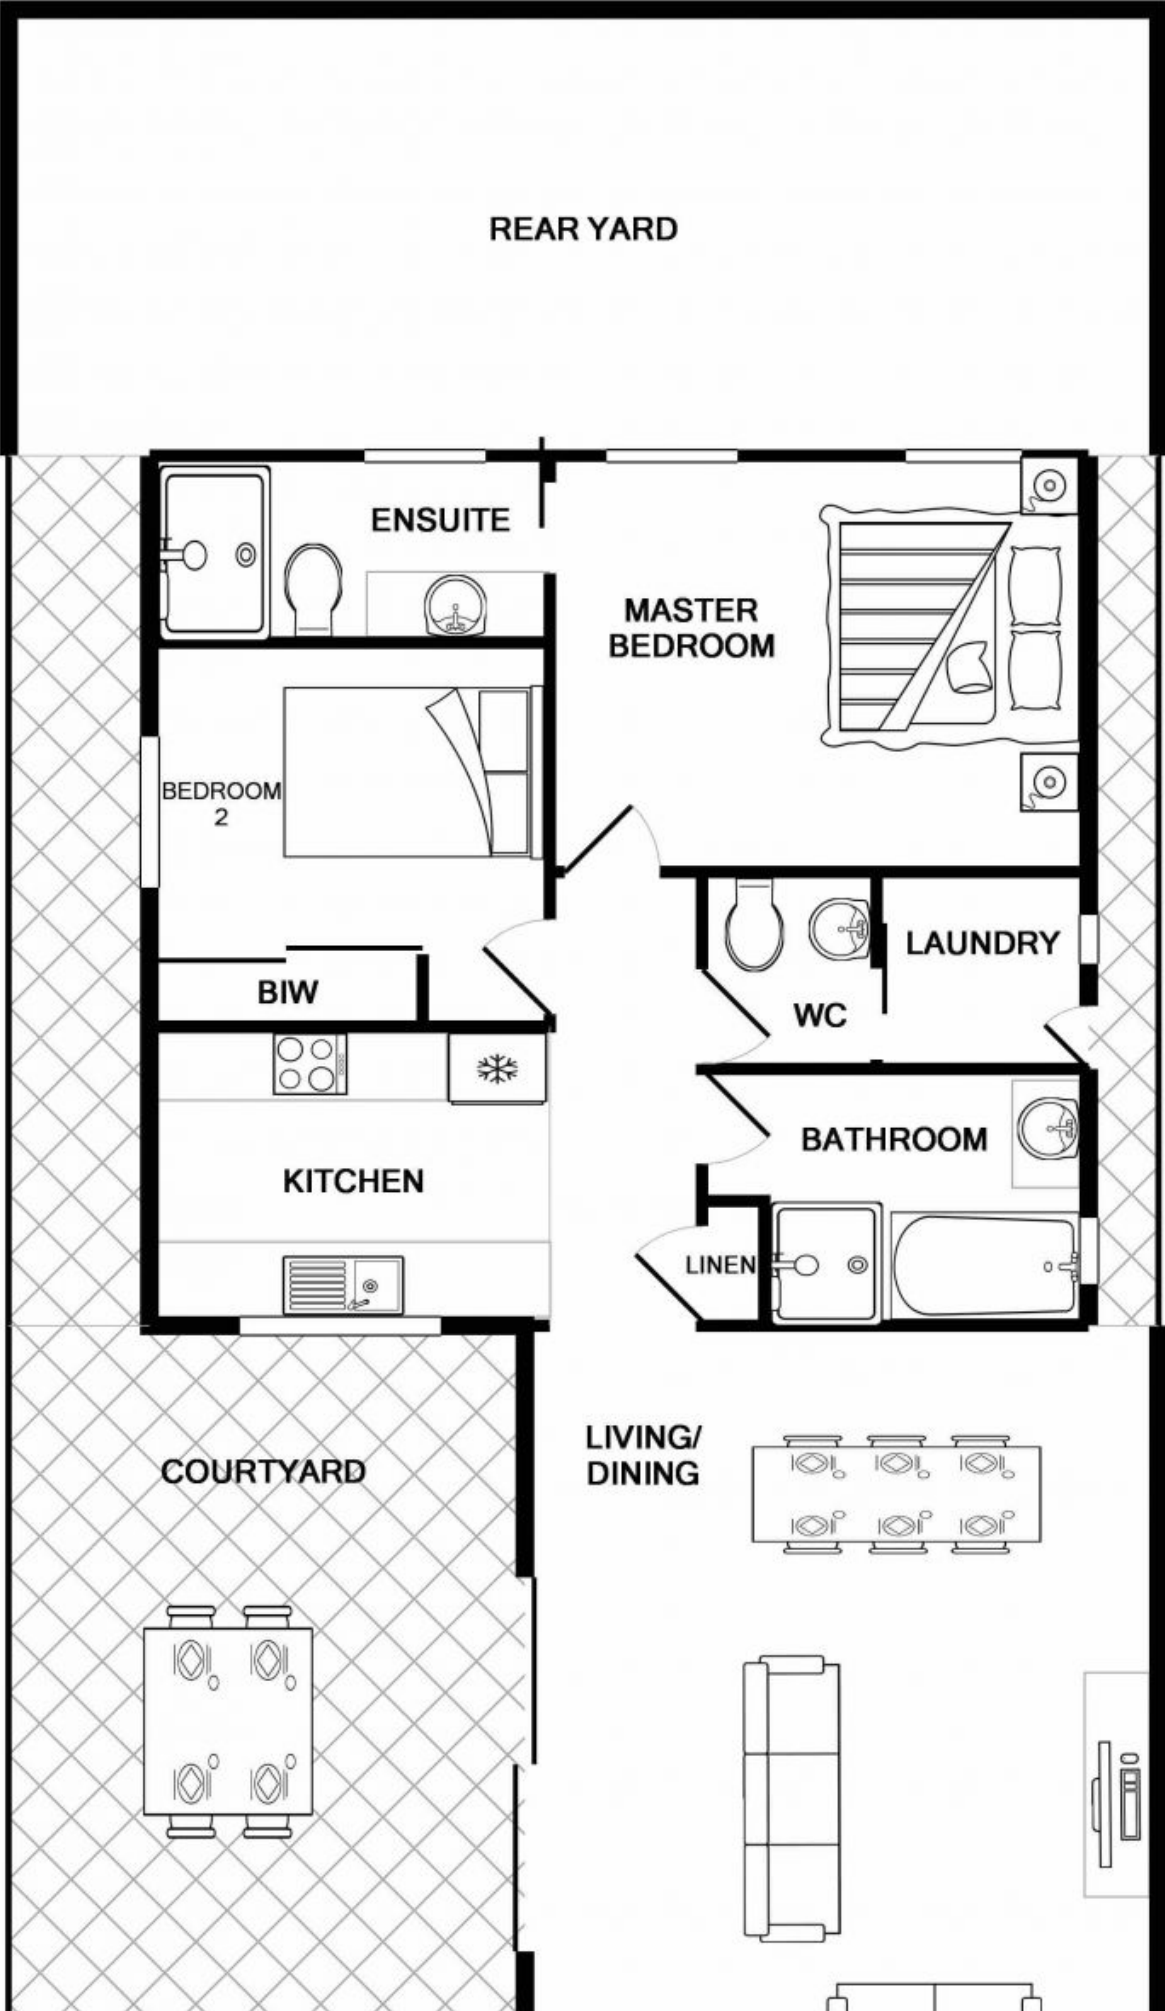 REAR YARD
ENSUITE
MASTER
BEDROOM
BEDROOM
2
LAUNDRY
BIW
WC
BATHROOM
KITCHEN
LINEN
LIVING/
DINING
COURTYARD